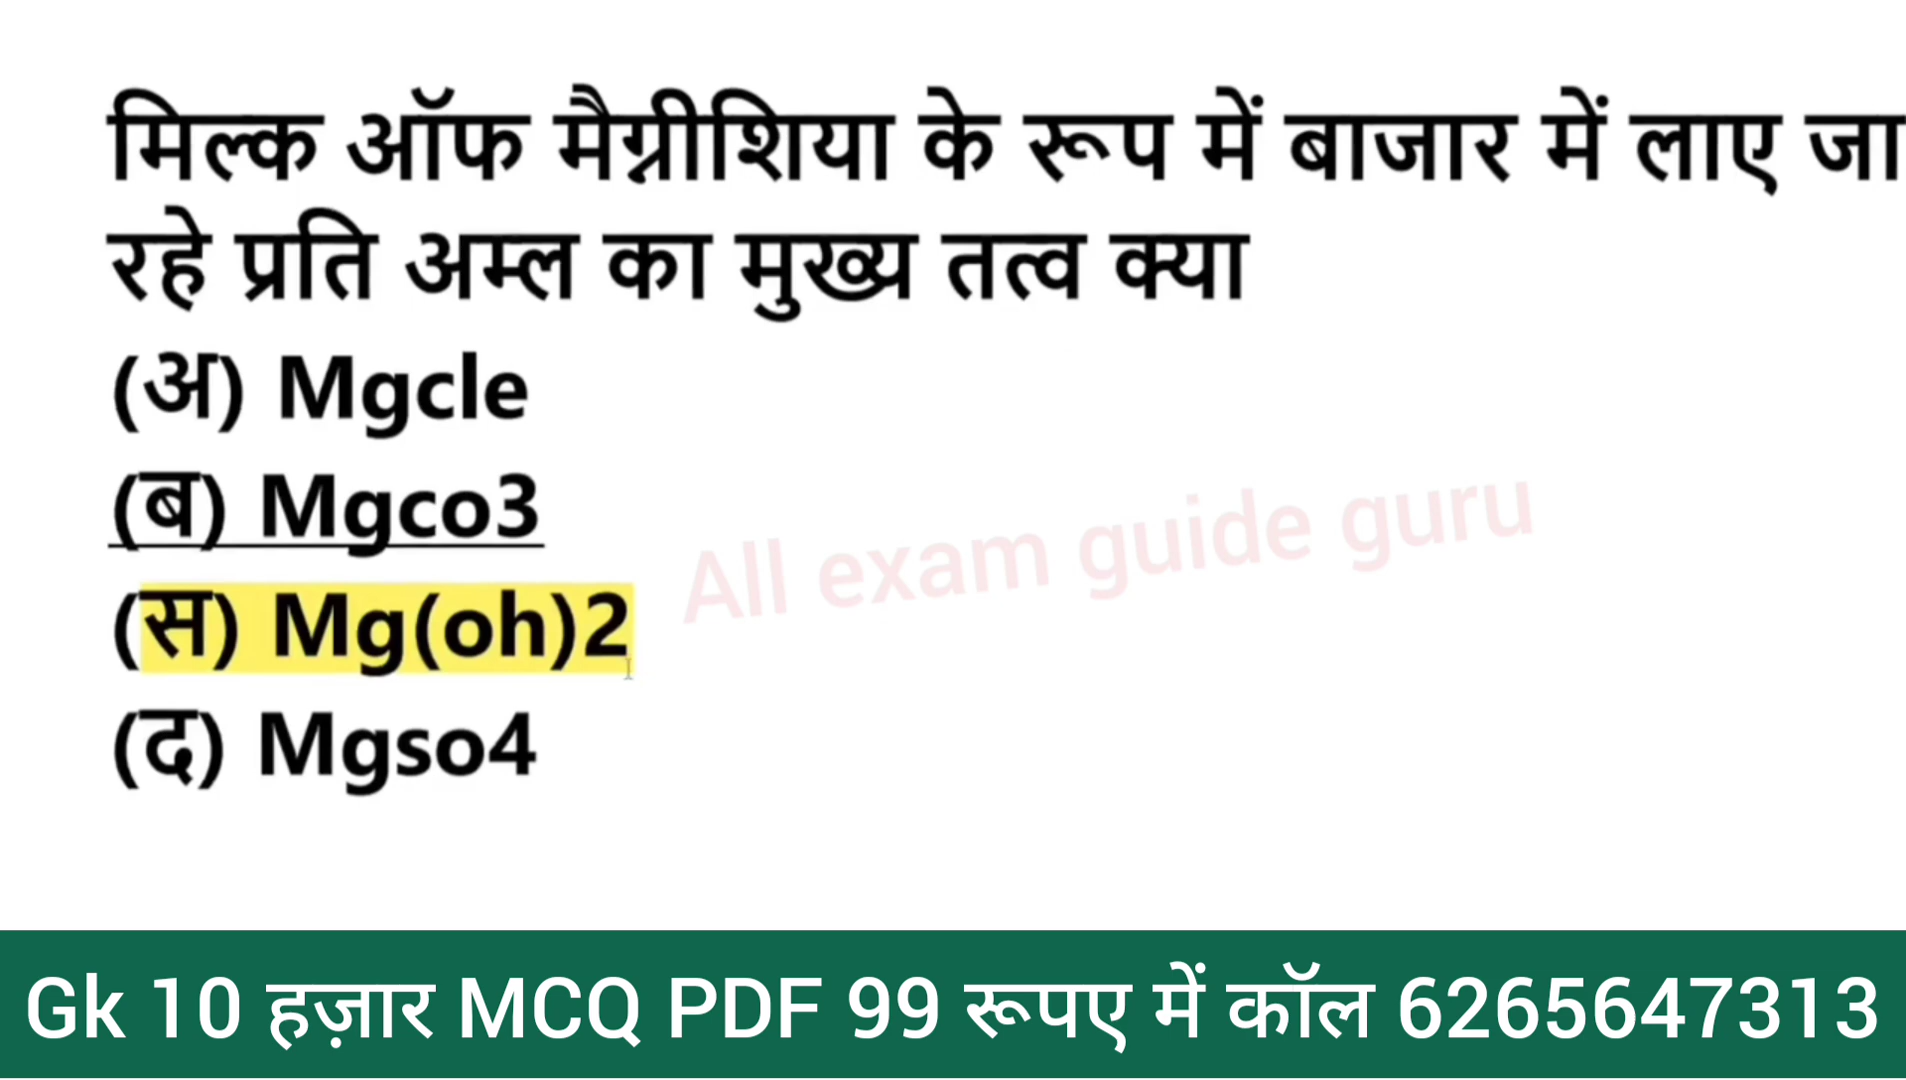 मिल्क ऑफ मैग्नीशिया के रूप में बाजार में लाए जा
रहे प्रति अम्ल का मुख्य तत्व क्या
(अ) Mgcle
(ब) Mgco3
All exam guide guru
(स) Mg(oh)2
(द) Mgso4
Gk 10 हज़ार MCQ PDF 99 रूपए में कॉल 6265647313